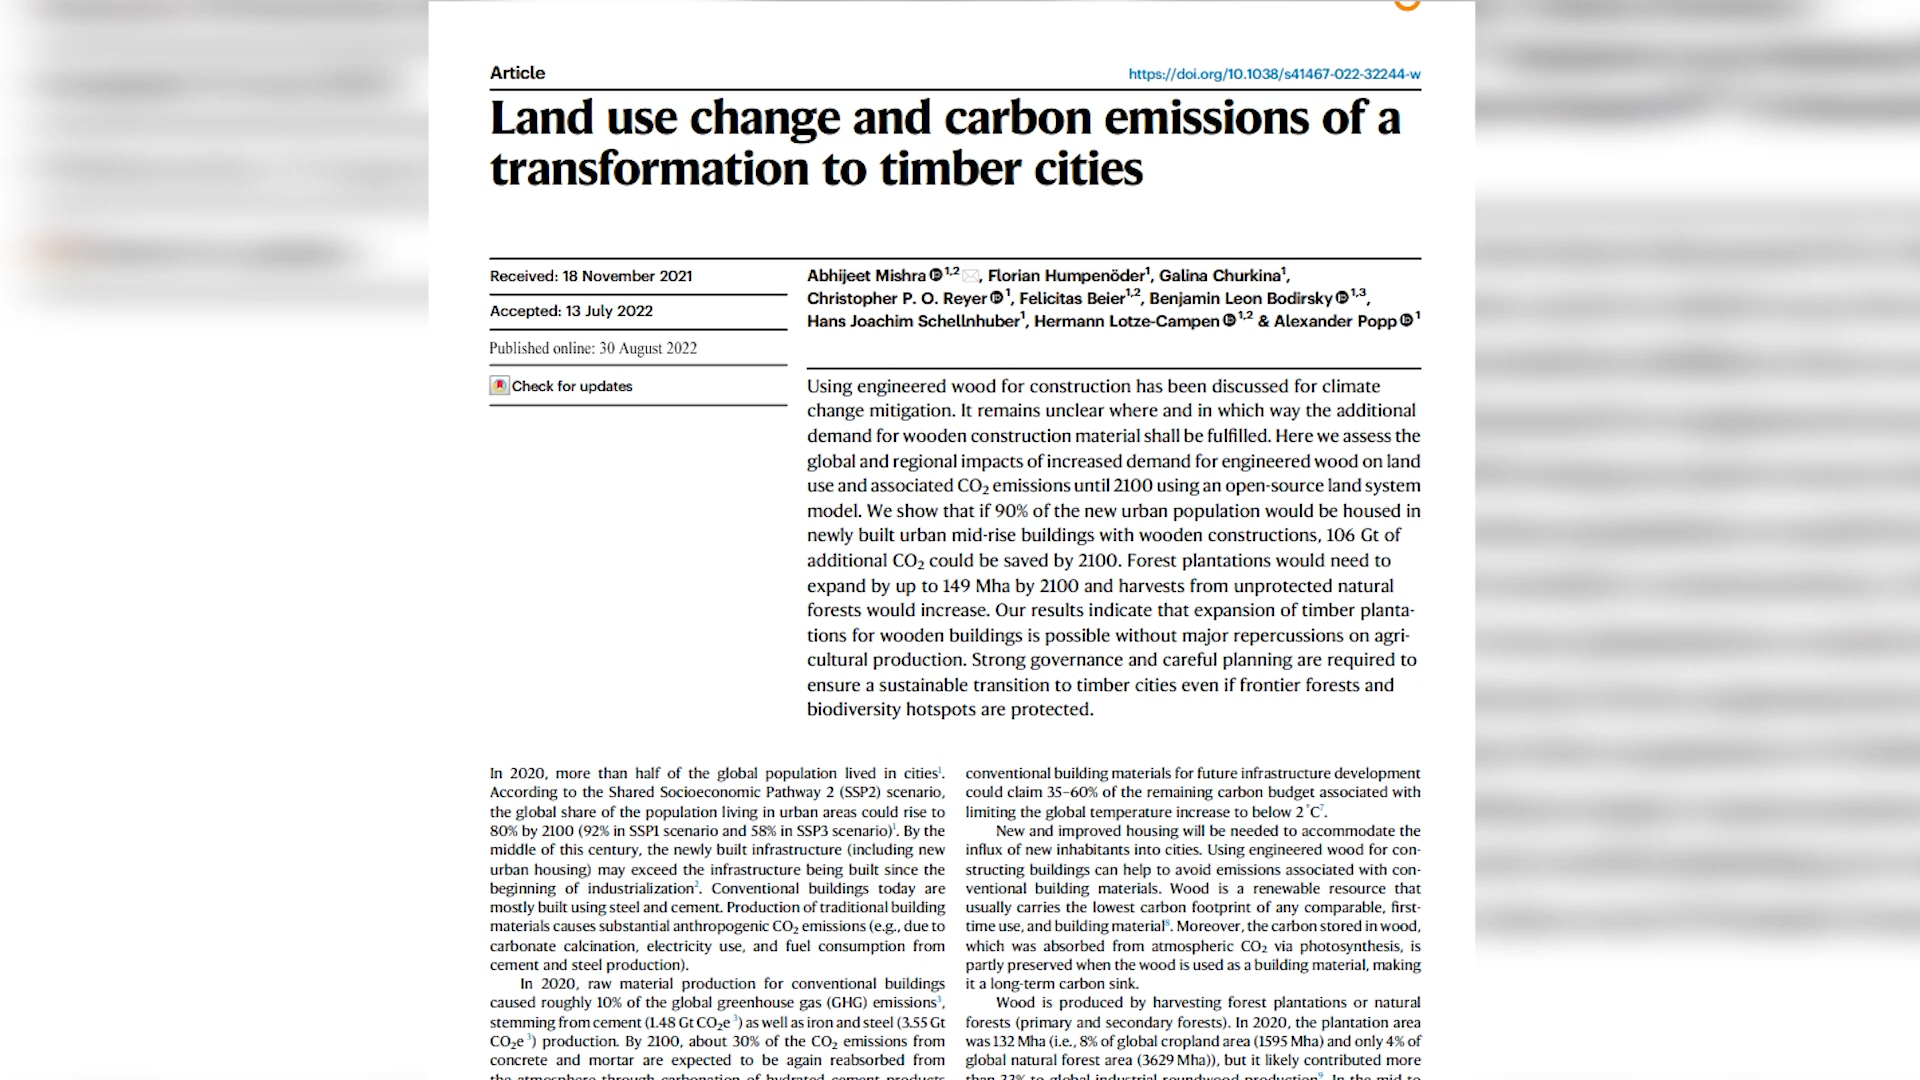 Article
https://doi.org/10.1038/s41467-022-32244-w
Land use change and carbon emissions of a
transformation to timber cities
Received: 18 November 2021
Accepted: 13 July 2022
Published online: 30 August 2022
Check for updates
Abhijeet Mishra 1,2, Florian Humpenöder1, Galina Churkina1,
Christopher P. O. Reyer 1, Felicitas Beier1,2, Benjamin Leon Bodirsky 1,3,
Hans Joachim Schellnhuber1, Hermann Lotze-Campen 1,2 & Alexander Popp 1
Using engineered wood for construction has been discussed for climate
change mitigation. It remains unclear where and in which way the additional
demand for wooden construction material shall be fulfilled. Here we assess the
global and regional impacts of increased demand for engineered wood on land
use and associated CO2 emissions until 2100 using an open-source land system
model. We show that if 90% of the new urban population would be housed in
newly built urban mid-rise buildings with wooden constructions, 106 Gt of
additional CO2 could be saved by 2100. Forest plantations would need to
expand by up to 149 Mha by 2100 and harvests from unprotected natural
forests would increase. Our results indicate that expansion of timber planta-
tions for wooden buildings is possible without major repercussions on agri-
cultural production. Strong governance and careful planning are required to
ensure a sustainable transition to timber cities even if frontier forests and
biodiversity hotspots are protected.
In 2020, more than half of the global population lived in cities1.
According to the Shared Socioeconomic Pathway 2 (SSP2) scenario,
the global share of the population living in urban areas could rise to
80% by 2100 (92% in SSP1 scenario and 58% in SSP3 scenario)1. By the
middle of this century, the newly built infrastructure (including new
urban housing) may exceed the infrastructure being built since the
beginning of industrialization2. Conventional buildings today are
mostly built using steel and cement. Production of traditional building
materials causes substantial anthropogenic CO2 emissions (e.g., due to
carbonate calcination, electricity use, and fuel consumption from
cement and steel production).
In 2020, raw material production for conventional buildings
caused roughly 10% of the global greenhouse gas (GHG) emissions3,
stemming from cement (1.48 Gt CO2e 3) as well as iron and steel (3.55 Gt
CO2e 3) production. By 2100, about 30% of the CO2 emissions from
concrete and mortar are expected to be again reabsorbed from
the atmosphere through carbonation of hydrated cement products
conventional building materials for future infrastructure development
could claim 35–60% of the remaining carbon budget associated with
limiting the global temperature increase to below 2 °C7.
New and improved housing will be needed to accommodate the
influx of new inhabitants into cities. Using engineered wood for con-
structing buildings can help to avoid emissions associated with con-
ventional building materials. Wood is a renewable resource that
usually carries the lowest carbon footprint of any comparable, first-
time use, and building material8. Moreover, the carbon stored in wood,
which was absorbed from atmospheric CO2 via photosynthesis, is
partly preserved when the wood is used as a building material, making
it a long-term carbon sink.
Wood is produced by harvesting forest plantations or natural
forests (primary and secondary forests). In 2020, the plantation area
was 132 Mha (i.e., 8% of global cropland area (1595 Mha) and only 4% of
global natural forest area (3629 Mha)), but it likely contributed more
than 33% to global industrial roundwood production9. In the mid to